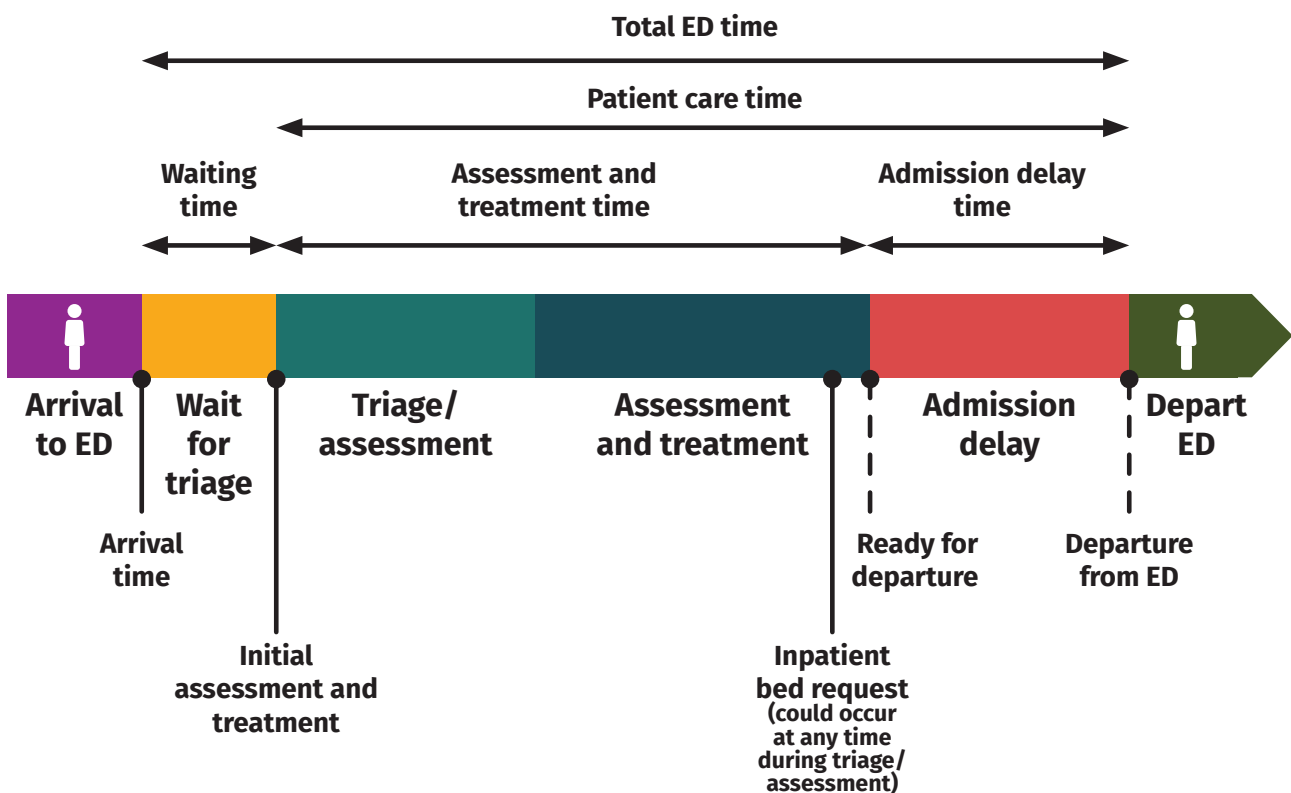 Total ED time
Patient care time
Waiting
time
Assessment and
treatment time
Admission delay
time
Arrival
to ED
Wait
for
triage
Triage/
assessment
Assessment
and treatment
Admission
delay
Depart
ED
Arrival
time
Ready for
departure
Departure
from ED
Initial
assessment and
treatment
Inpatient
bed request
(could occur
at any time
during triage/
assessment)